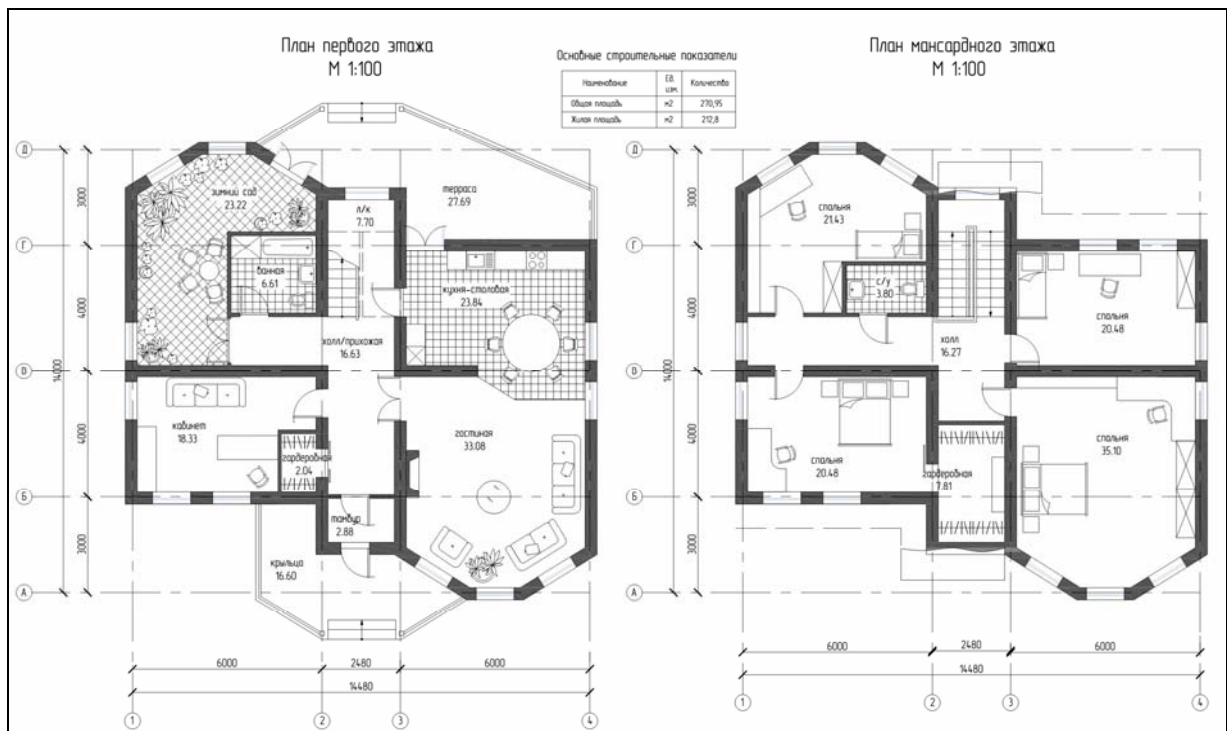 План первого этажа
М 1:100
Основные строительные показатели
Наименование
Ед. изм.
Количество
Общая площадь
м2
270,95
Жилая площадь
м2
212,8
План мансардного этажа
М 1:100
Д
3000
Г
4000
В
14000
4000
Б
3000
А
зимний сад
23.22
л/к
7.70
терраса
27.69
ванная
6.61
кухня-столовая
23.84
холл/прихожая
16.63
кабинет
18.33
гардеробная
2.04
гостиная
33.08
тамбур
2.88
крыльца
16.60
6000
2480
6000
14480
1
2
3
4
Д
3000
Г
4000
В
14000
4000
Б
3000
А
спальня
21.43
с/у
3.80
спальня
20.48
холл
16.27
спальня
20.48
гардеробная
7.81
спальня
35.10
6000
2480
6000
14480
1
2
3
4